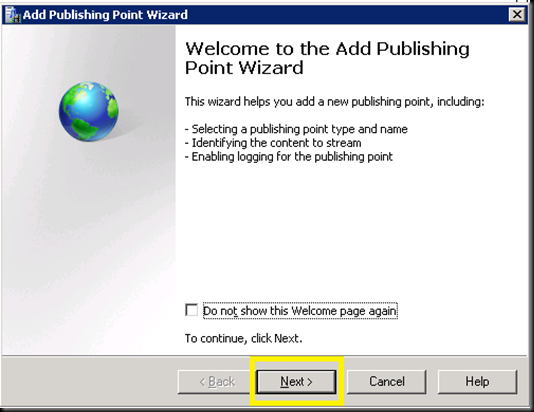 Add Publishing Point Wizard
Welcome to the Add Publishing
Point Wizard
This wizard helps you add a new publishing point, including:
- Selecting a publishing point type and name
- Identifying the content to stream
- Enabling logging for the publishing point
Do not show this Welcome page again
To continue, click Next.
< Back
Next >
Cancel
Help